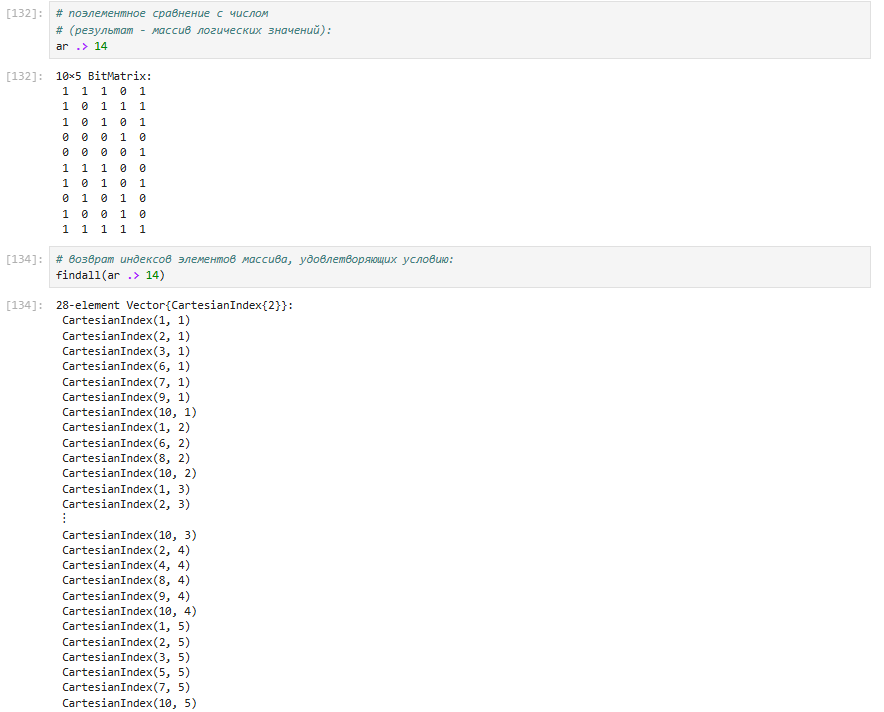 [132]: # поэлементное сравнение с числом
# (результат - массив логических значений):
ar .> 14
[132]: 10×5 BitMatrix:
1 1 1 0 1
1 0 1 1 1
1 0 1 0 1
0 0 0 1 0
0 0 0 0 1
1 1 1 0 0
1 0 1 0 1
0 1 0 1 0
1 0 0 1 0
1 1 1 1 1
[134]: # возврат индексов элементов массива, удовлетворяющих условию:
findall(ar .> 14)
[134]: 28-element Vector{CartesianIndex{2}}:
CartesianIndex(1, 1)
CartesianIndex(2, 1)
CartesianIndex(3, 1)
CartesianIndex(6, 1)
CartesianIndex(7, 1)
CartesianIndex(9, 1)
CartesianIndex(10, 1)
CartesianIndex(1, 2)
CartesianIndex(6, 2)
CartesianIndex(8, 2)
CartesianIndex(10, 2)
CartesianIndex(1, 3)
CartesianIndex(2, 3)
⋮
CartesianIndex(10, 3)
CartesianIndex(2, 4)
CartesianIndex(4, 4)
CartesianIndex(8, 4)
CartesianIndex(9, 4)
CartesianIndex(10, 4)
CartesianIndex(1, 5)
CartesianIndex(2, 5)
CartesianIndex(3, 5)
CartesianIndex(5, 5)
CartesianIndex(7, 5)
CartesianIndex(10, 5)